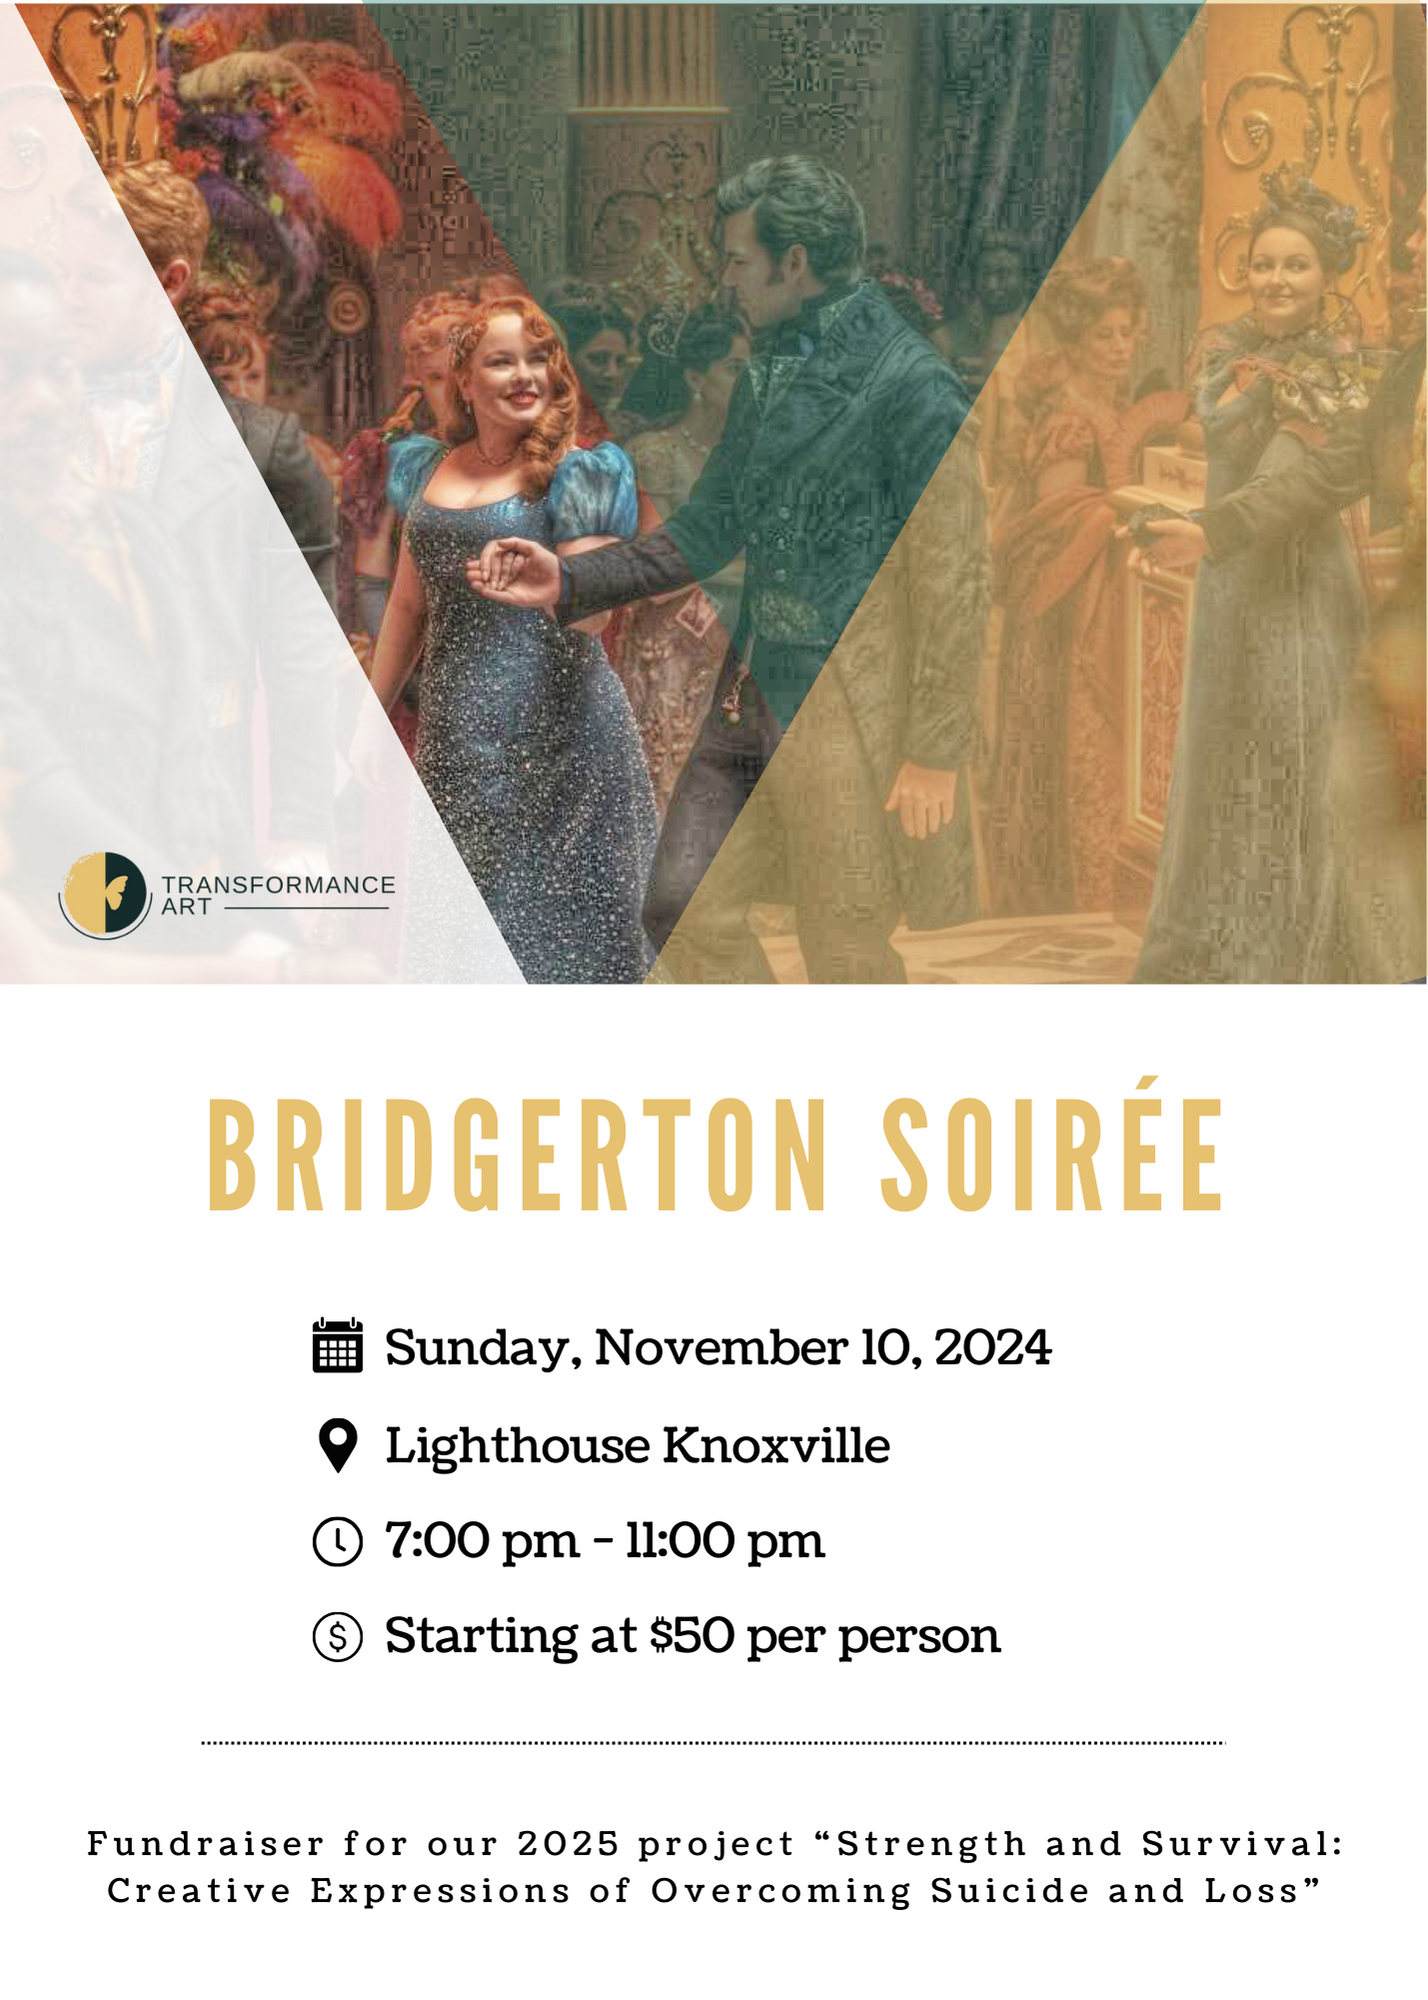 TRANSFORMANCE
ART
BRIDGERTON SOIRÉE
Sunday, November 10, 2024
Lighthouse Knoxville
7:00 pm - 11:00 pm
Starting at $50 per person
Fundraiser for our 2025 project “Strength and Survival:
Creative Expressions of Overcoming Suicide and Loss”